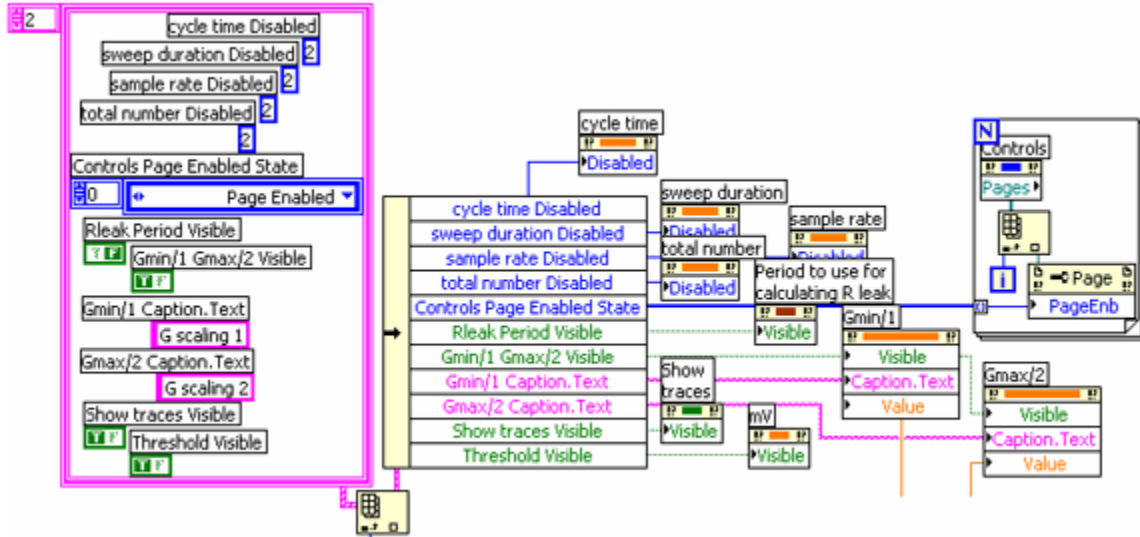 2
cycle time Disabled
sweep duration Disabled 2
sample rate Disabled 2
total number Disabled 2
2
Controls Page Enabled State
0 Page Enabled
Rleak Period Visible
T F
Gmin/1 Gmax/2 Visible
T F
Gmin/1 Caption.Text
G scaling 1
Gmax/2 Caption.Text
G scaling 2
Show traces Visible
T F
Threshold Visible
T F
cycle time
Disabled
cycle time Disabled
sweep duration Disabled
sample rate Disabled
total number Disabled
Controls Page Enabled State
Rleak Period Visible
Gmin/1 Gmax/2 Visible
Gmin/1 Caption.Text
Gmax/2 Caption.Text
Show traces Visible
Threshold Visible
sweep duration
Disabled
sample rate
Disabled
total number
Disabled
Period to use for
calculating R leak
Visible
Gmin/1
Visible
Caption.Text
Value
Show
traces
Visible
mV
Visible
Gmax/2
Visible
Caption.Text
Value
N
Controls
Pages
i
Page
PageEnb